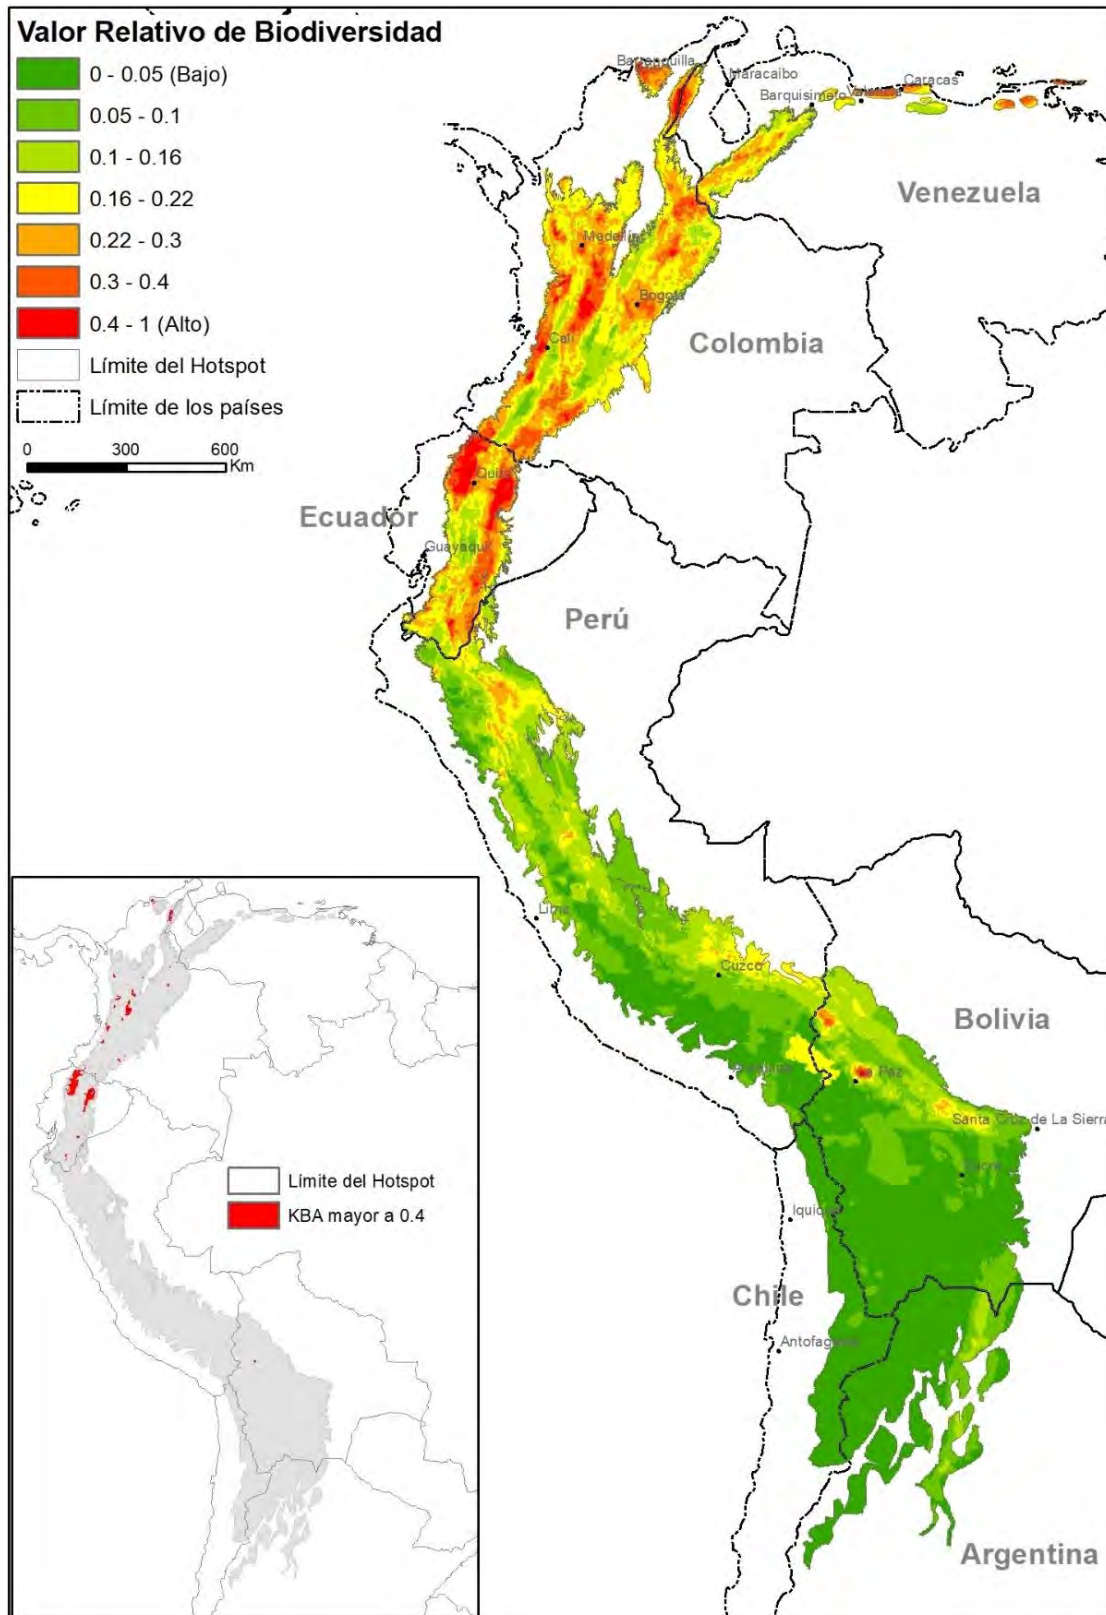 Valor Relativo de Biodiversidad
0 - 0.05 (Bajo)
0.05 - 0.1
0.1 - 0.16
0.16 - 0.22
0.22 - 0.3
0.3 - 0.4
0.4 - 1 (Alto)
Límite del Hotspot
Límite de los países
0 300 600
Km
Barranquilla
Maracaibo
Caracas
Barquisimeto
Valencia
Venezuela
Medellín
Bogotá
Colombia
Cali
Quito
Ecuador
Guayaquil
Perú
Lima
Cuzco
Bolivia
Arequipa
La Paz
Santa Cruz de La Sierra
Sucre
Iquique
Chile
Antofagasta
Argentina
Límite del Hotspot
KBA mayor a 0.4